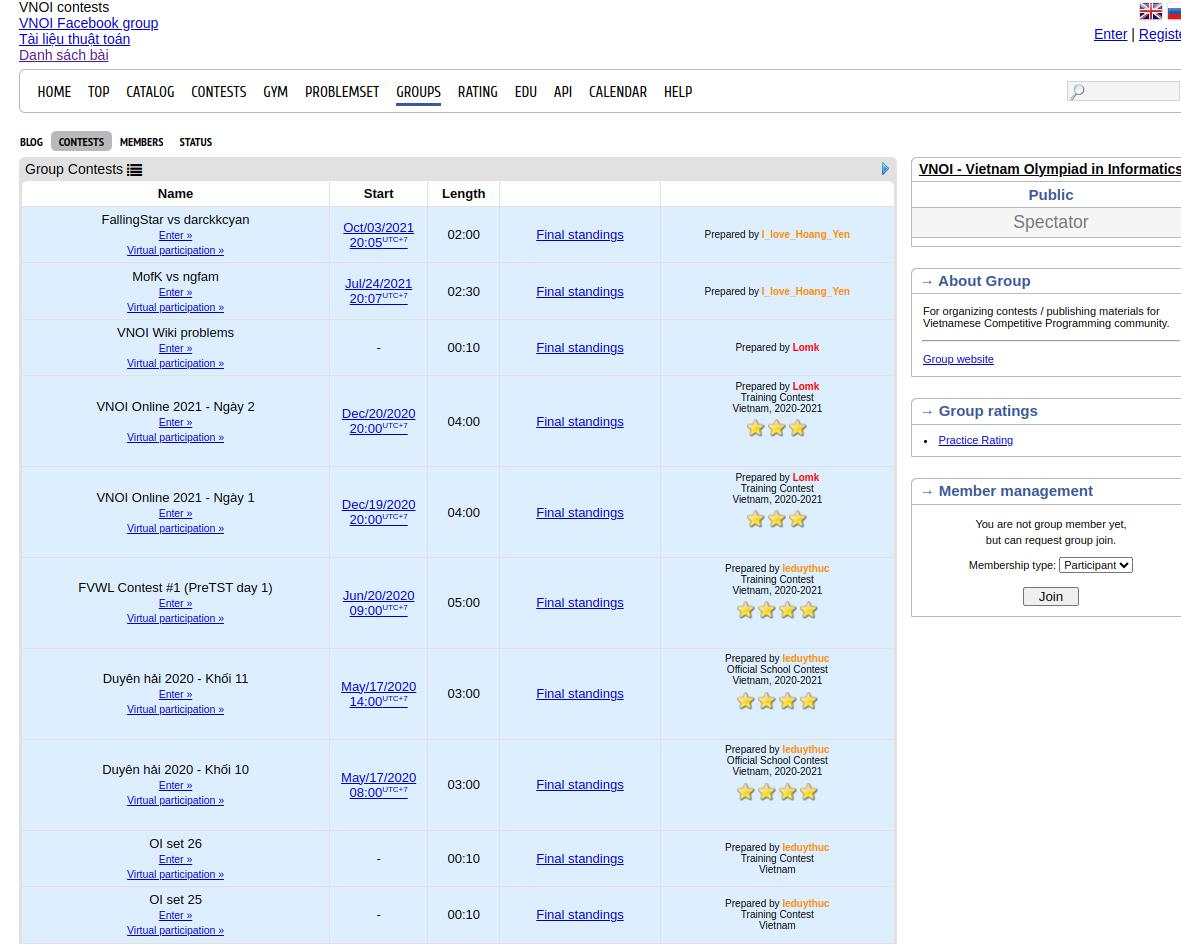 VNOI contests
VNOI Facebook group
Tài liệu thuật toán
Danh sách bài
Enter | Registe
HOME TOP CATALOG CONTESTS GYM PROBLEMSET GROUPS RATING EDU API CALENDAR HELP
BLOG CONTESTS MEMBERS STATUS
Group Contests
Name Start Length
FallingStar vs darckkcyan
Enter »
Virtual participation »
Oct/03/2021
20:05UTC+7
02:00
Final standings
Prepared by I_love_Hoang_Yen
MofK vs ngfam
Enter »
Virtual participation »
Jul/24/2021
20:07UTC+7
02:30
Final standings
Prepared by I_love_Hoang_Yen
VNOI Wiki problems
Enter »
Virtual participation »
-
00:10
Final standings
Prepared by Lomk
VNOI Online 2021 - Ngày 2
Enter »
Virtual participation »
Dec/20/2020
20:00UTC+7
04:00
Final standings
Prepared by Lomk
Training Contest
Vietnam, 2020-2021
VNOI Online 2021 - Ngày 1
Enter »
Virtual participation »
Dec/19/2020
20:00UTC+7
04:00
Final standings
Prepared by Lomk
Training Contest
Vietnam, 2020-2021
FVWL Contest #1 (PreTST day 1)
Enter »
Virtual participation »
Jun/20/2020
09:00UTC+7
05:00
Final standings
Prepared by leduythuc
Training Contest
Vietnam, 2020-2021
Duyên hải 2020 - Khối 11
Enter »
Virtual participation »
May/17/2020
14:00UTC+7
03:00
Final standings
Prepared by leduythuc
Official School Contest
Vietnam, 2020-2021
Duyên hải 2020 - Khối 10
Enter »
Virtual participation »
May/17/2020
08:00UTC+7
03:00
Final standings
Prepared by leduythuc
Official School Contest
Vietnam, 2020-2021
OI set 26
Enter »
Virtual participation »
-
00:10
Final standings
Prepared by leduythuc
Training Contest
Vietnam
OI set 25
Enter »
Virtual participation »
-
00:10
Final standings
Prepared by leduythuc
Training Contest
Vietnam
VNOI - Vietnam Olympiad in Informatics
Public
Spectator
→ About Group
For organizing contests / publishing materials for
Vietnamese Competitive Programming community.
Group website
→ Group ratings
Practice Rating
→ Member management
You are not group member yet,
but can request group join.
Membership type: Participant
Join